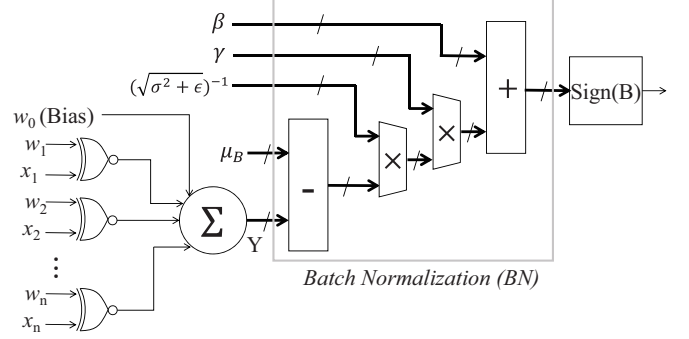 β
γ
(√σ² + ϵ)⁻¹
w₀ (Bias)
w₁
x₁
w₂
x₂
⋮
wₙ
xₙ
Σ
Y
μ_B
-
×
×
+
Sign(B)
Batch Normalization (BN)